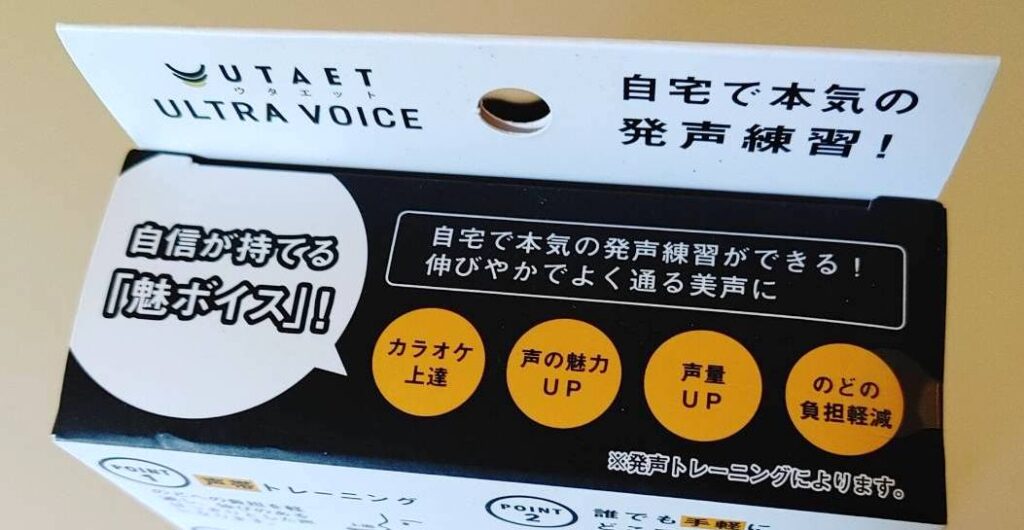 UTAET
ウタエット
ULTRA VOICE
自宅で本気の
発声練習!
自信が持てる
「魅ボイス」!
自宅で本気の発声練習ができる!
伸びやかでよく通る美声に
カラオケ
上達
声の魅力
UP
声量
UP
のどの
負担軽減
※発声トレーニングによります。
POINT
1
声帯トレーニング
POINT
2
誰でも手軽に